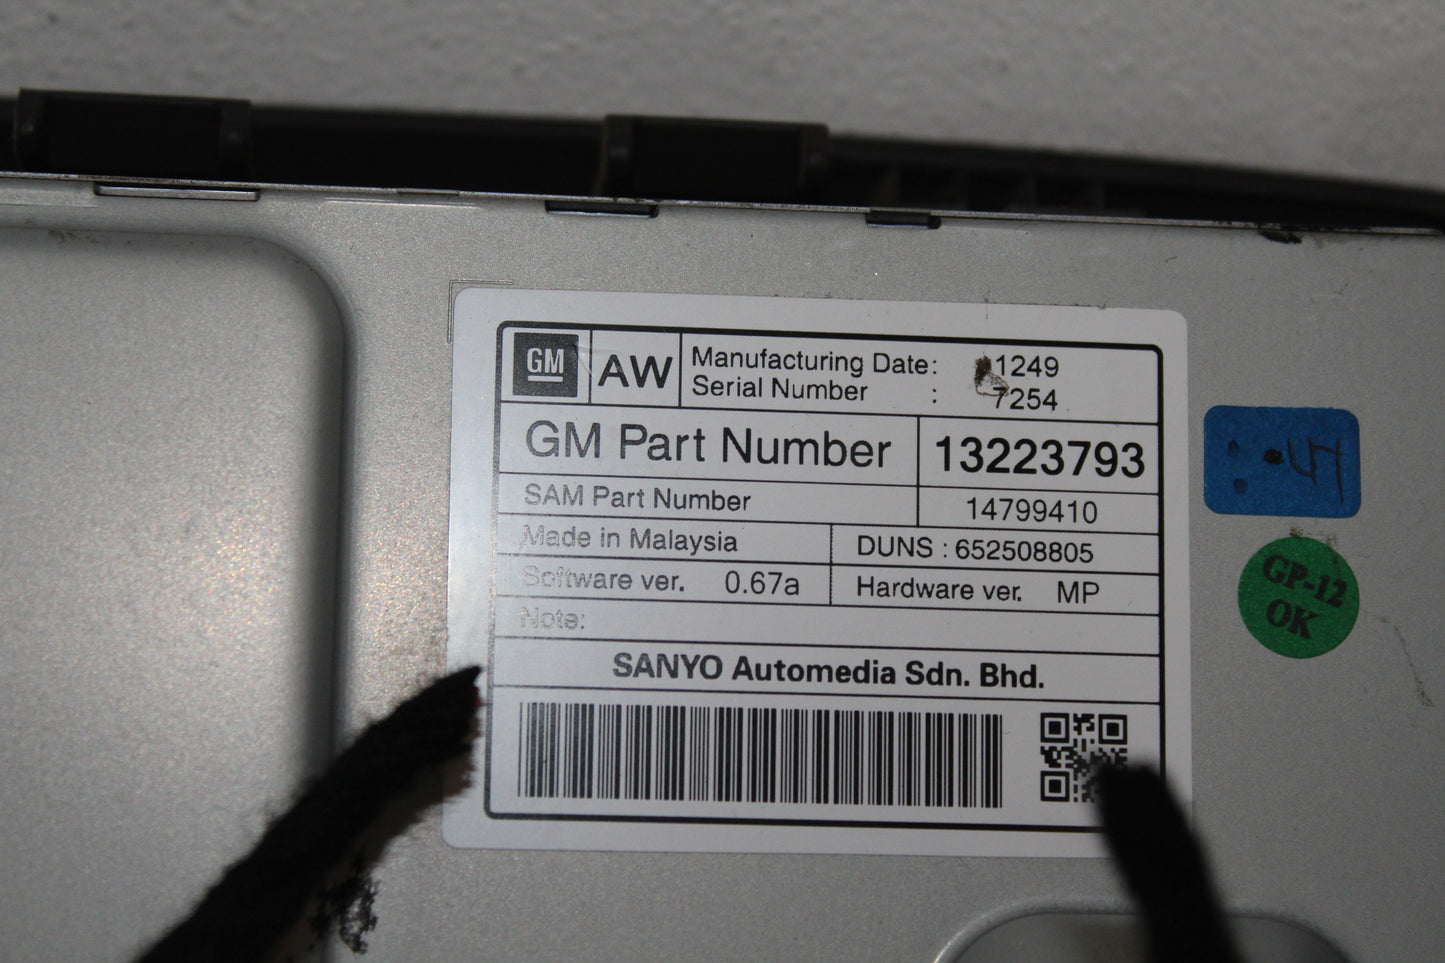 GM
AW
Manufacturing Date: 1249
Serial Number : 7254
GM Part Number 13223793
SAM Part Number 14799410
Made in Malaysia DUNS : 652508805
Software ver. 0.67a Hardware ver. MP
Note:
SANYO Automedia Sdn. Bhd.
GP-12
OK